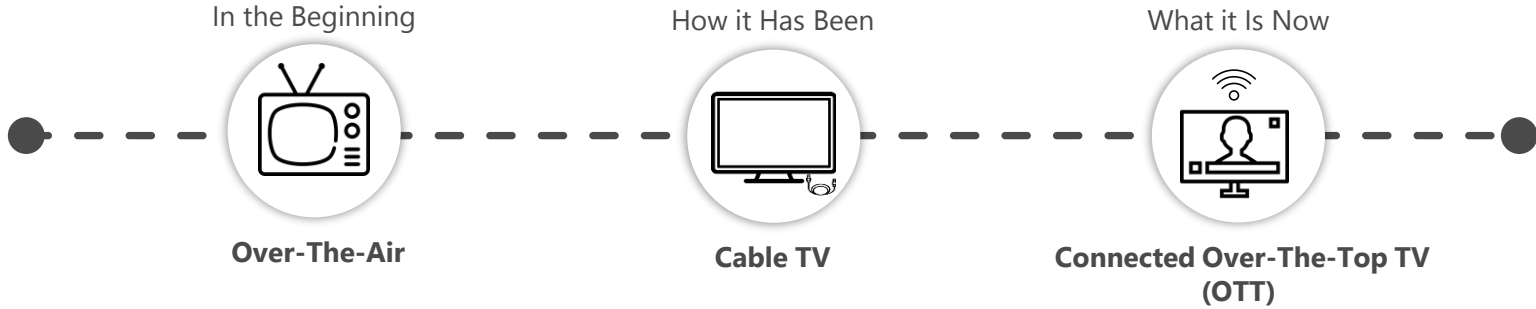 In the Beginning
How it Has Been
What it Is Now
Over-The-Air
Cable TV
Connected Over-The-Top TV
(OTT)